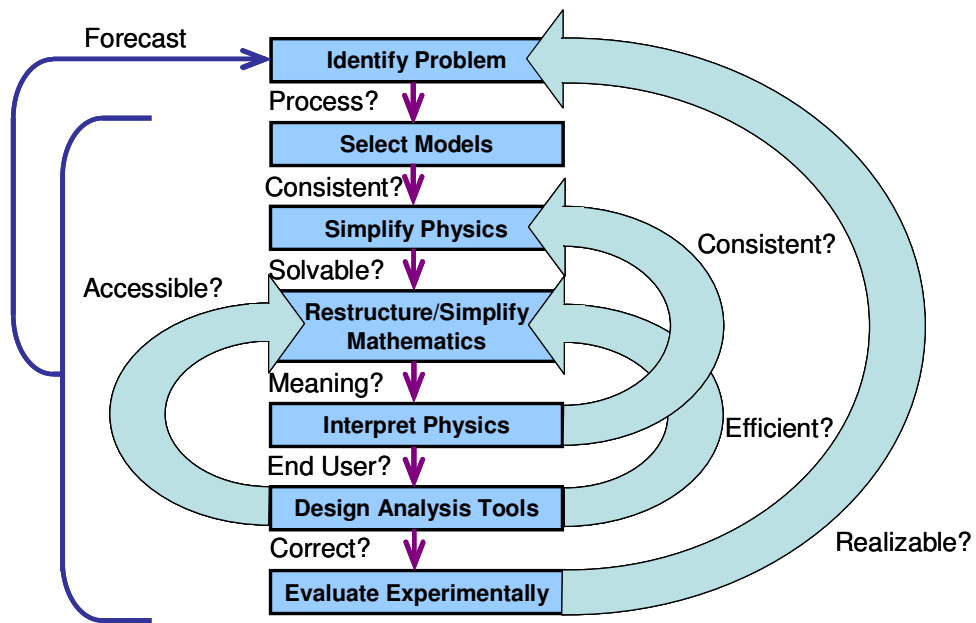 Forecast
Identify Problem
Process?
Select Models
Consistent?
Simplify Physics
Consistent?
Solvable?
Accessible?
Restructure/Simplify
Mathematics
Meaning?
Interpret Physics
Efficient?
End User?
Design Analysis Tools
Correct?
Realizable?
Evaluate Experimentally